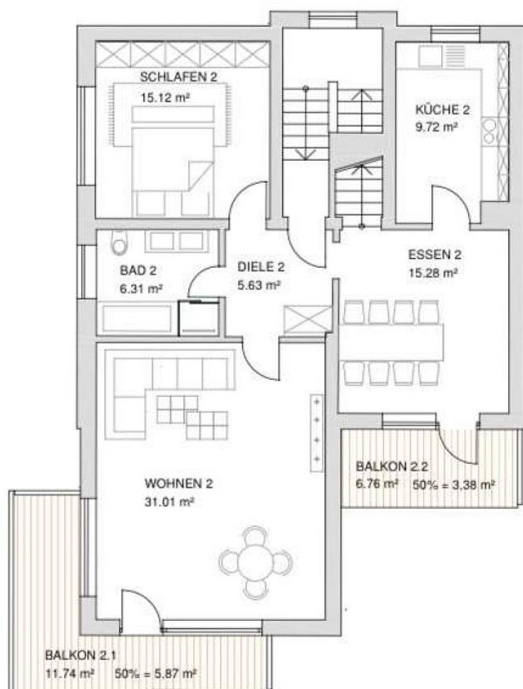 SCHLAFEN 2
15.12 m²
KÜCHE 2
9.72 m²
BAD 2
6.31 m²
DIELE 2
5.63 m²
ESSEN 2
15.28 m²
WOHNEN 2
31.01 m²
BALKON 2.2
6.76 m² 50% = 3,38 m²
BALKON 2.1
11.74 m² 50% = 5,87 m²